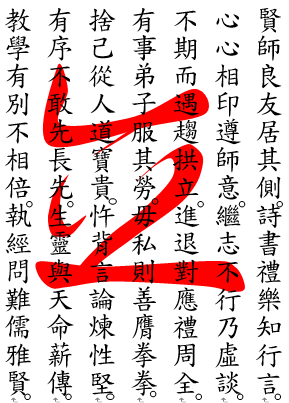 賢師良友居其側。詩書禮樂知行言。
心心相印遵師意。繼志不行乃虛談。
不期而遇趨拱立。進退對應禮周全。
有事弟子服其勞。毋私則善膺拳拳。
捨己從人道寶貴。忤背言論煉性堅。
有序不敢先長先。生靈與天命薪傳。
教學有別不相倍。執經問難儒雅賢。